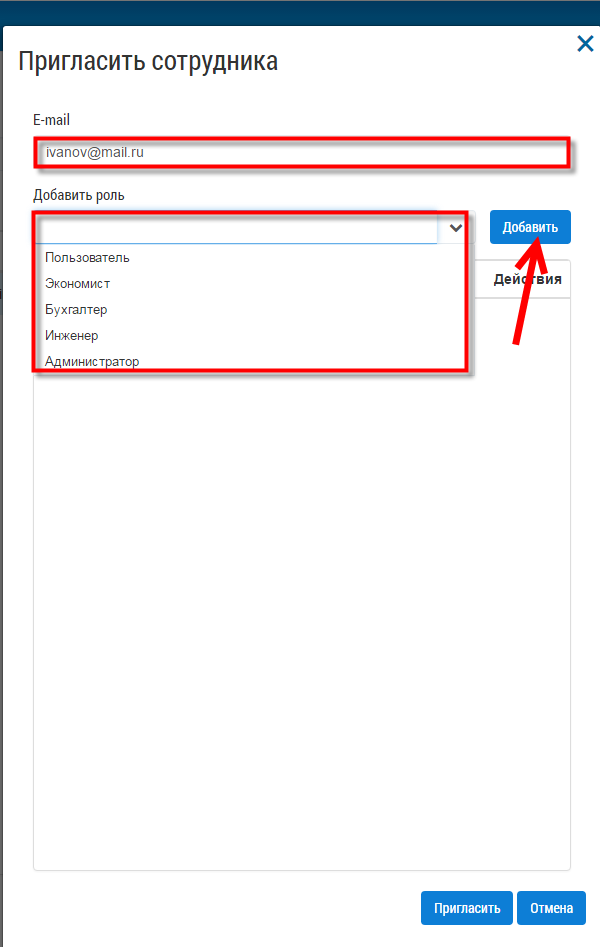 Пригласить сотрудника
E-mail
ivanov@mail.ru
Добавить роль
Добавить
Пользователь
Экономист
Бухгалтер
Инженер
Администратор
Действия
Пригласить
Отмена